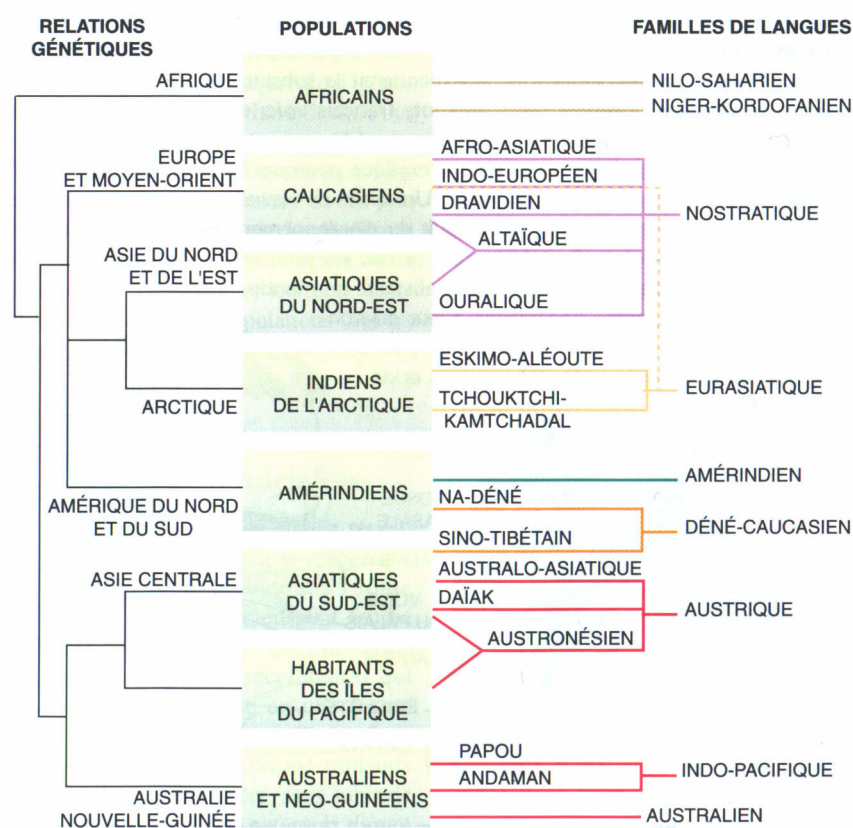 RELATIONS
GÉNÉTIQUES
POPULATIONS
FAMILLES DE LANGUES
AFRIQUE
AFRICAINS
NILO-SAHARIEN
NIGER-KORDOFANIEN
EUROPE
ET MOYEN-ORIENT
CAUCASIENS
AFRO-ASIATIQUE
INDO-EUROPÉEN
DRAVIDIEN
ALTAÏQUE
NOSTRATIQUE
ASIE DU NORD
ET DE L'EST
ASIATIQUES
DU NORD-EST
OURALIQUE
ARCTIQUE
INDIENS
DE L'ARCTIQUE
ESKIMO-ALÉOUTE
TCHOUKTCHI-
KAMTCHADAL
EURASIATIQUE
AMÉRIQUE DU NORD
ET DU SUD
AMÉRINDIENS
AMÉRINDIEN
NA-DÉNÉ
SINO-TIBÉTAIN
DÉNÉ-CAUCASIEN
ASIE CENTRALE
ASIATIQUES
DU SUD-EST
AUSTRALO-ASIATIQUE
DAÏAK
AUSTRONÉSIEN
AUSTRIQUE
HABITANTS
DES ÎLES
DU PACIFIQUE
AUSTRALIE
NOUVELLE-GUINÉE
AUSTRALIENS
ET NÉO-GUINÉENS
PAPOU
ANDAMAN
INDO-PACIFIQUE
AUSTRALIEN